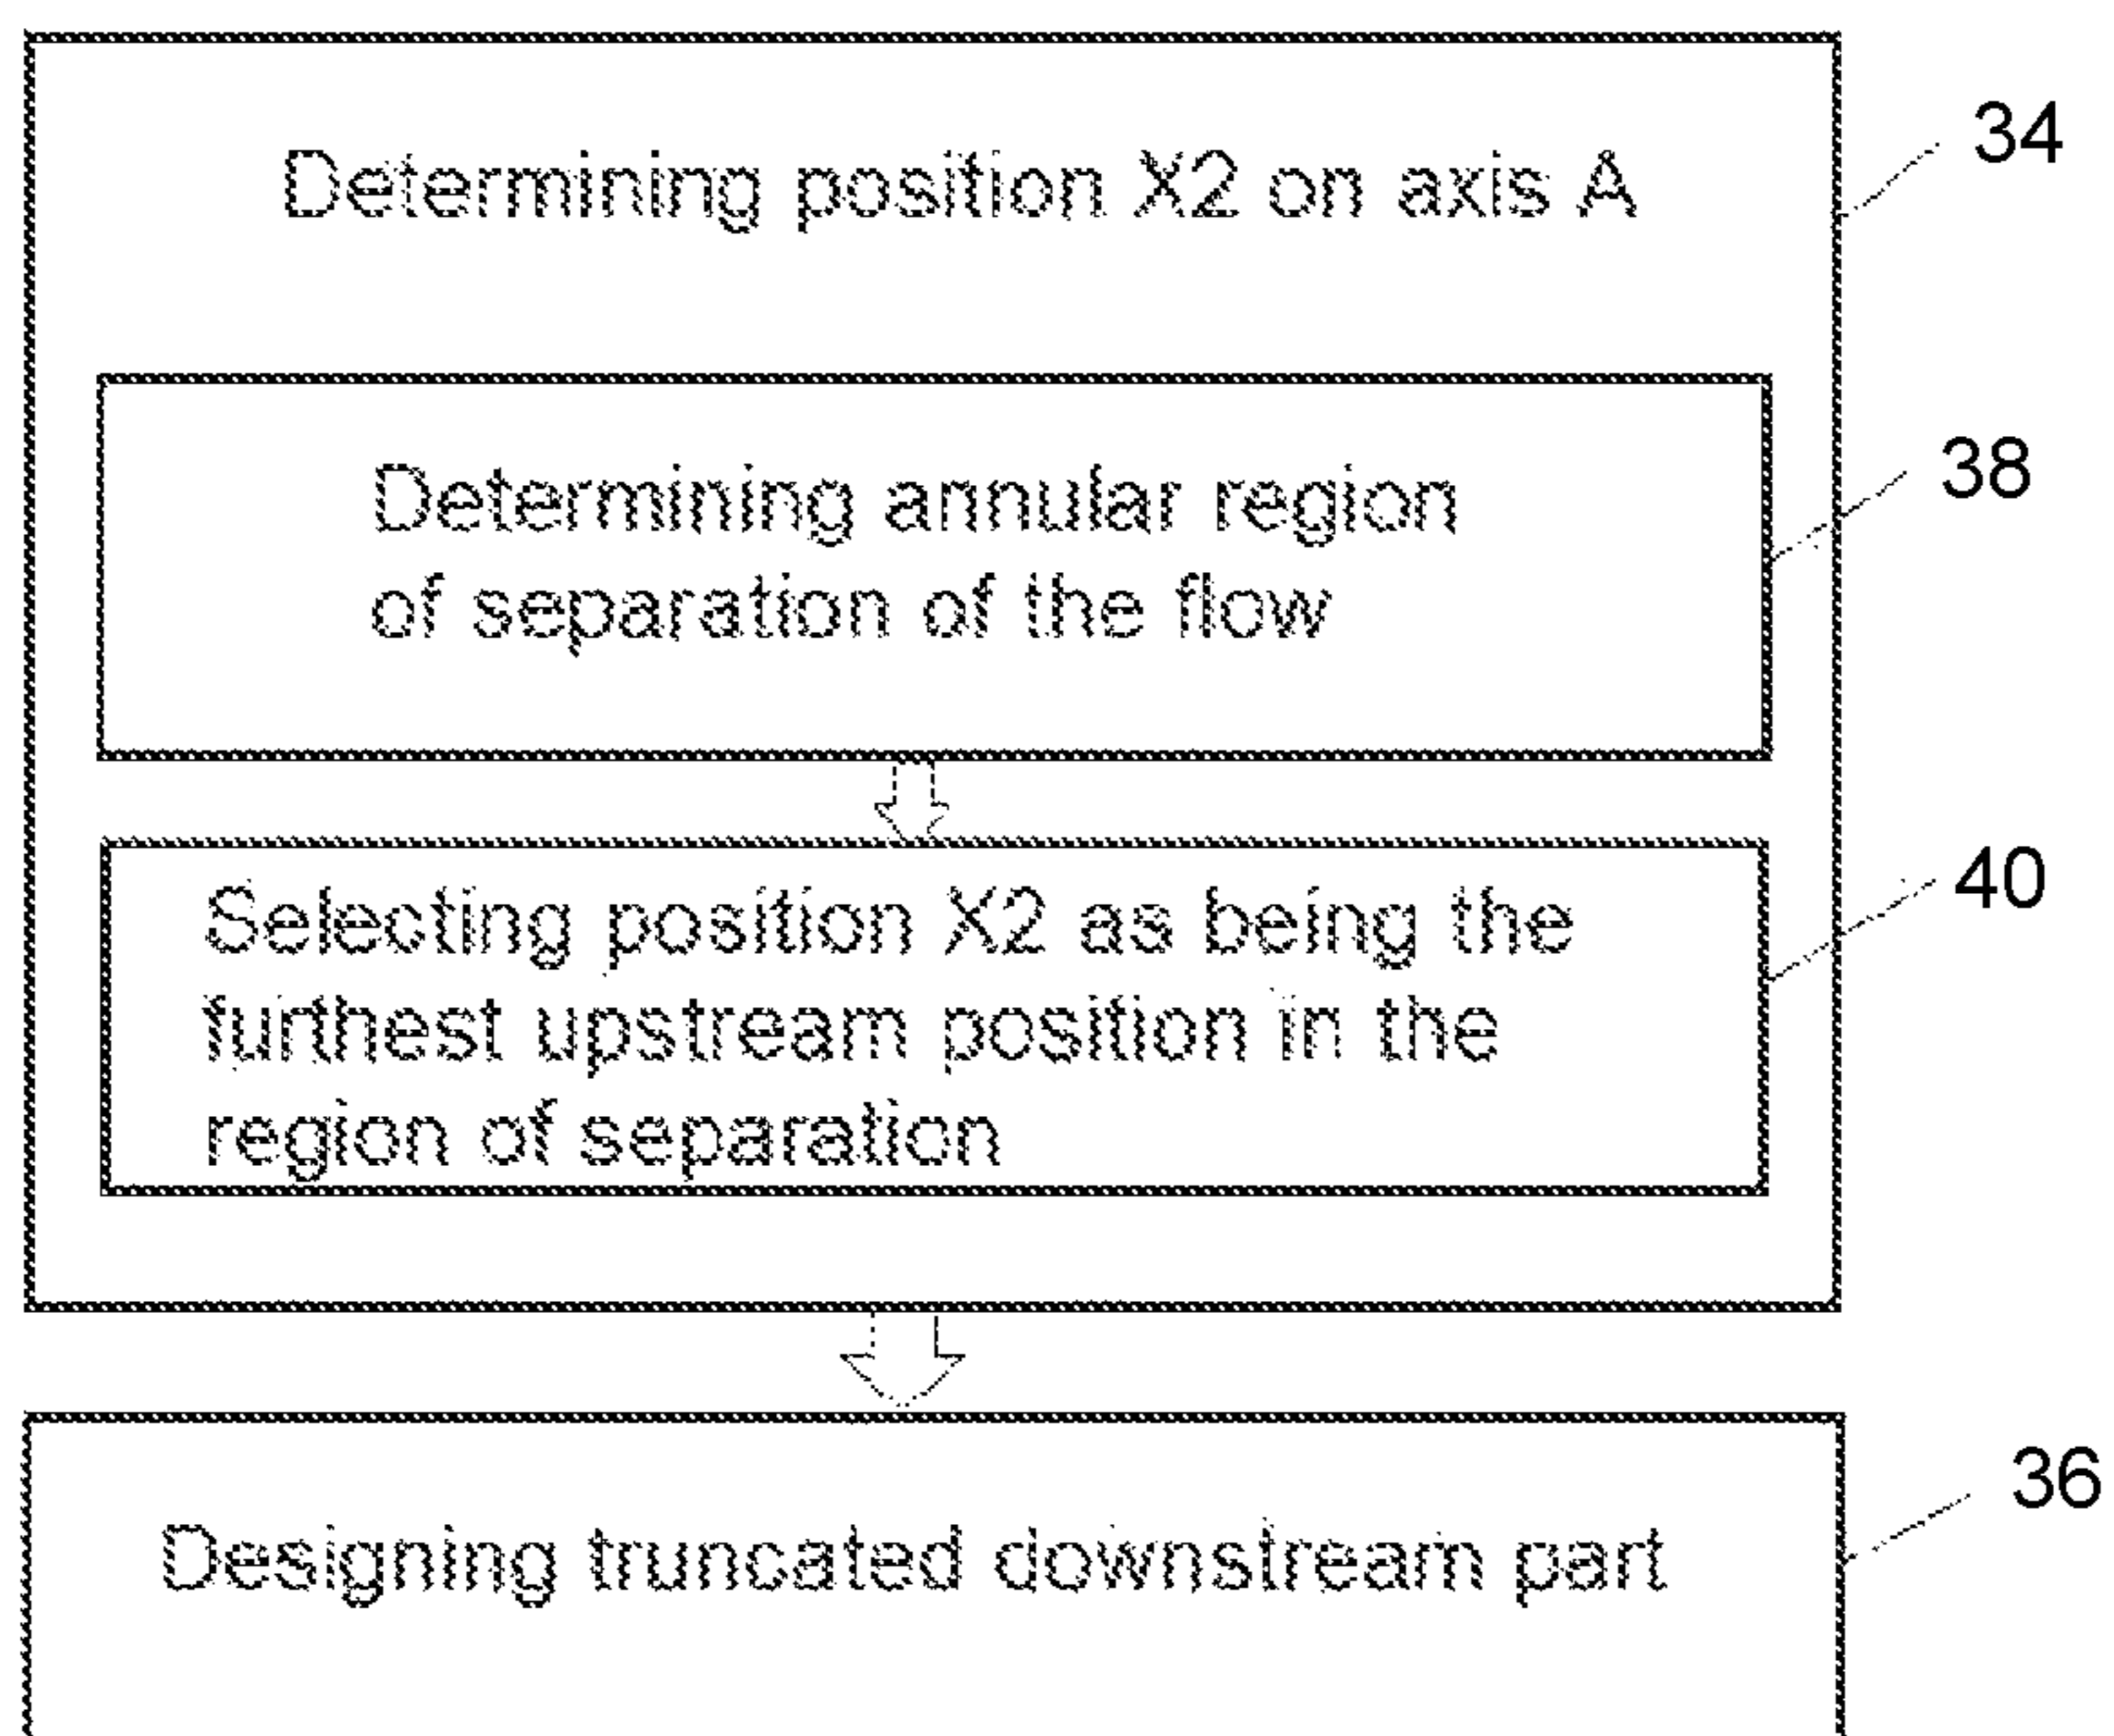 Determining position X2 on axis A
34
Determining annular region
of separation of the flow
38
Selecting position X2 as being the
furthest upstream position in the
region of separation
40
Designing truncated downstream part
36